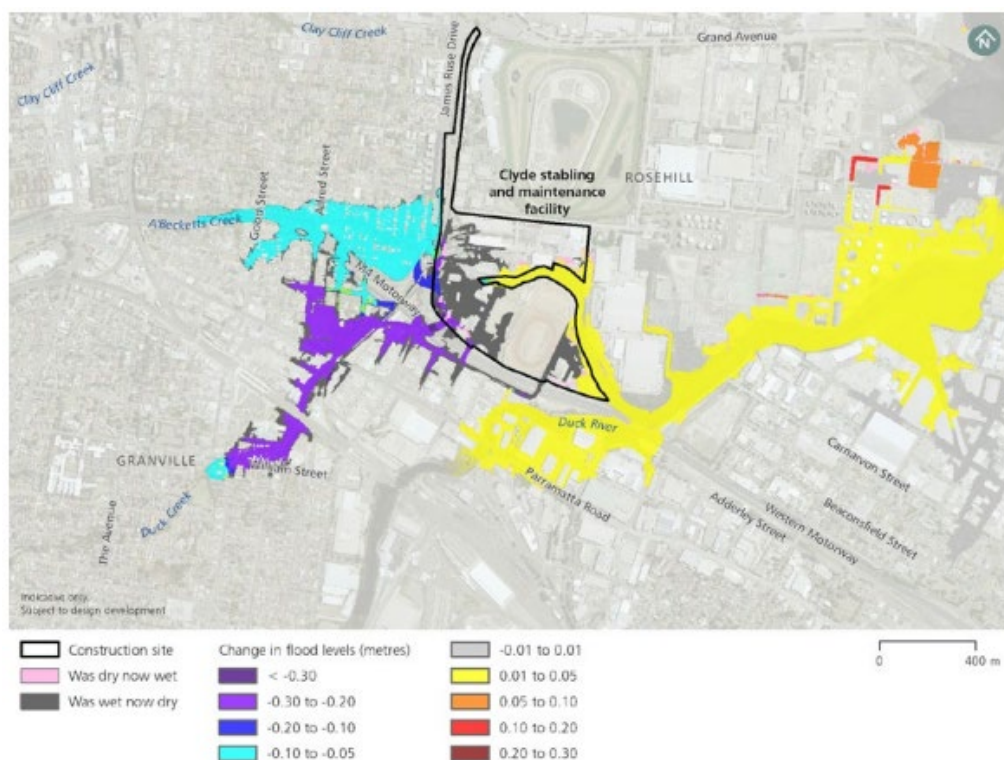 Clay Cliff Creek
Clay Cliff Creek
James Ruse Drive
Grand Avenue
N
Clyde stabling
and maintenance
facility
ROSEHILL
A'Becketts Creek
Good Street
Alfred Street
M4 Motorway
Duck River
GRANVILLE
William Street
Duck Creek
The Avenue
Parramatta Road
Adderley Street
Western Motorway
Beaconsfield Street
Carnarvon Street
Indicative only.
Subject to design development
Construction site
Was dry now wet
Was wet now dry
Change in flood levels (metres)
< -0.30
-0.30 to -0.20
-0.20 to -0.10
-0.10 to -0.05
-0.01 to 0.01
0.01 to 0.05
0.05 to 0.10
0.10 to 0.20
0.20 to 0.30
0 400 m